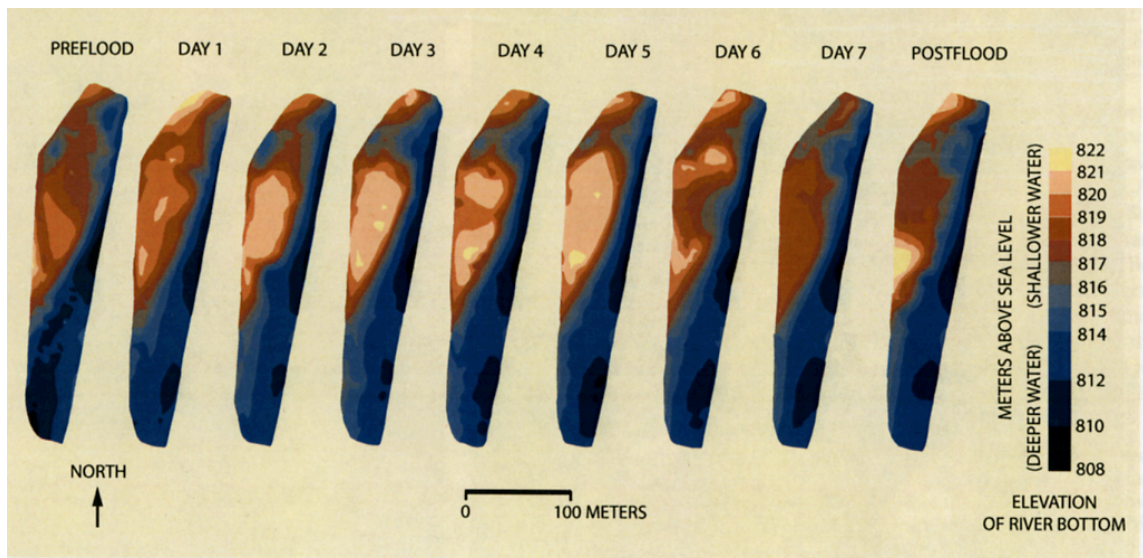 PREFLOOD DAY 1 DAY 2 DAY 3 DAY 4 DAY 5 DAY 6 DAY 7 POSTFLOOD
METERS ABOVE SEA LEVEL
(DEEPER WATER) (SHALLOWER WATER)
822
821
820
819
818
817
816
815
814
812
810
808
NORTH
0 100 METERS
ELEVATION
OF RIVER BOTTOM